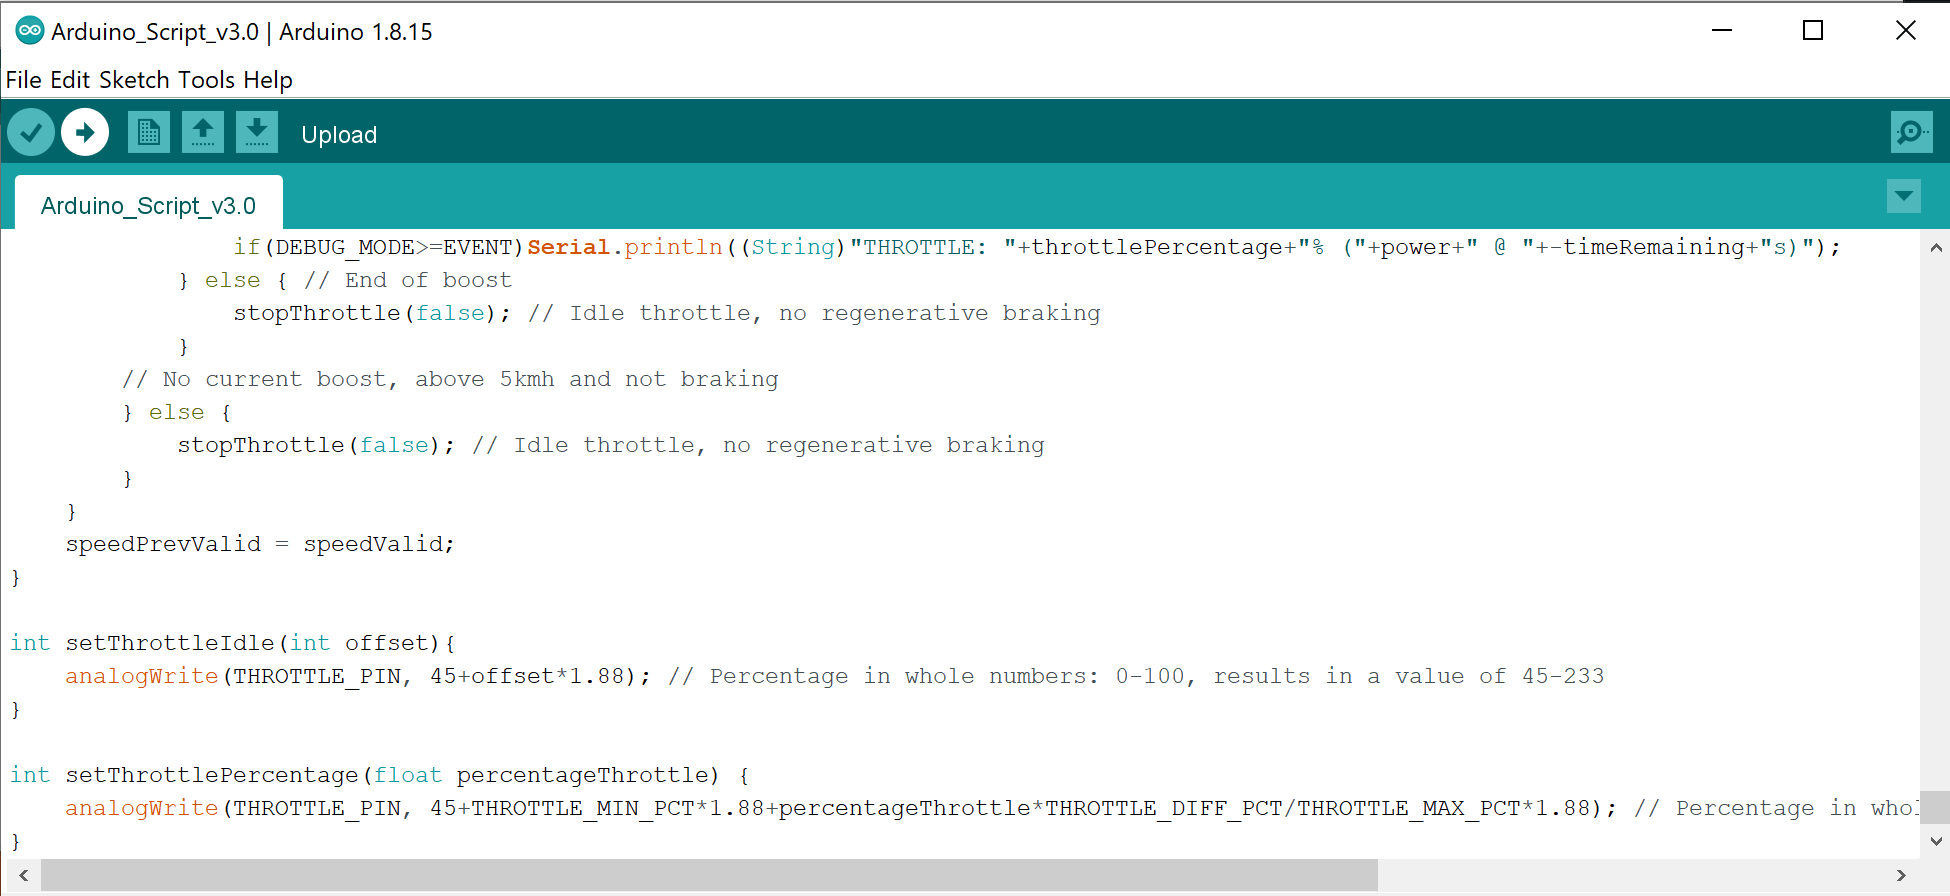 Arduino_Script_v3.0 | Arduino 1.8.15
File Edit Sketch Tools Help
Upload
Arduino_Script_v3.0
if(DEBUG_MODE>=EVENT)Serial.println((String)"THROTTLE: "+throttlePercentage+"% ("+power+" @ "+-timeRemaining+"s)");
} else { // End of boost
stopThrottle(false); // Idle throttle, no regenerative braking
}
// No current boost, above 5kmh and not braking
} else {
stopThrottle(false); // Idle throttle, no regenerative braking
}
}
speedPrevValid = speedValid;
}
int setThrottleIdle(int offset){
analogWrite(THROTTLE_PIN, 45+offset*1.88); // Percentage in whole numbers: 0-100, results in a value of 45-233
}
int setThrottlePercentage(float percentageThrottle) {
analogWrite(THROTTLE_PIN, 45+THROTTLE_MIN_PCT*1.88+percentageThrottle*THROTTLE_DIFF_PCT/THROTTLE_MAX_PCT*1.88); // Percentage in whol
}